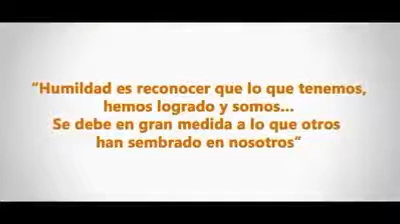 “Humildad es reconocer que lo que tenemos,
hemos logrado y somos...
Se debe en gran medida a lo que otros
han sembrado en nosotros”